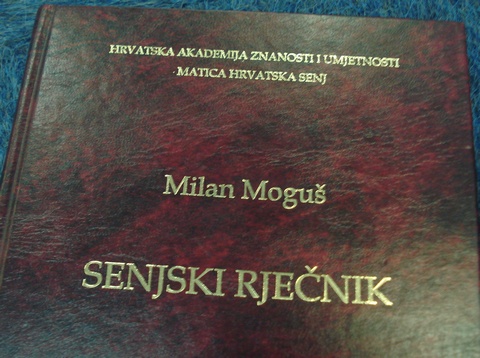 HRVATSKA AKADEMIJA ZNANOSTI I UMJETNOSTI
MATICA HRVATSKA SENJ
Milan Moguš
SENJSKI RJEČNIK